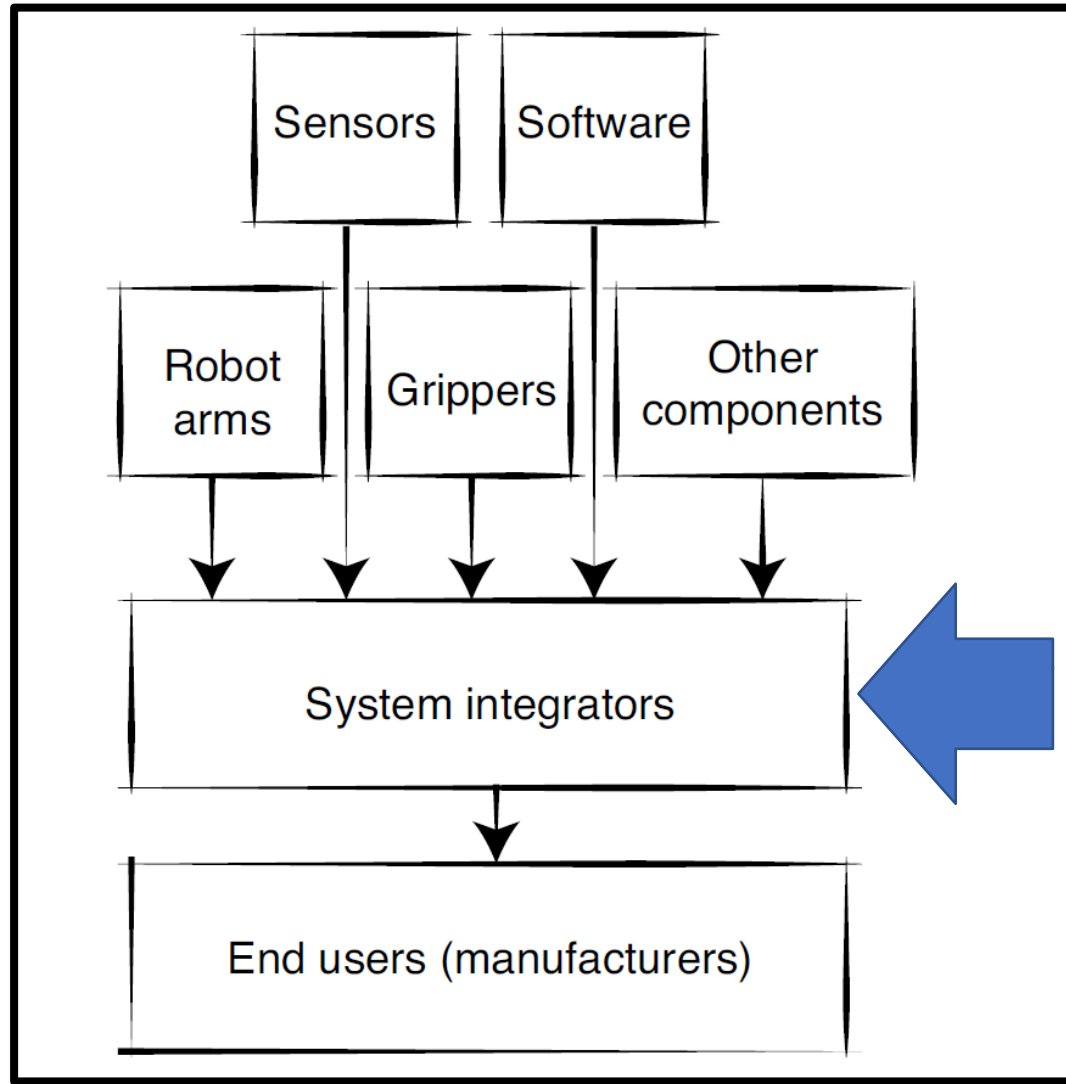 Sensors
Software
Robot
arms
Grippers
Other
components
System integrators
End users (manufacturers)